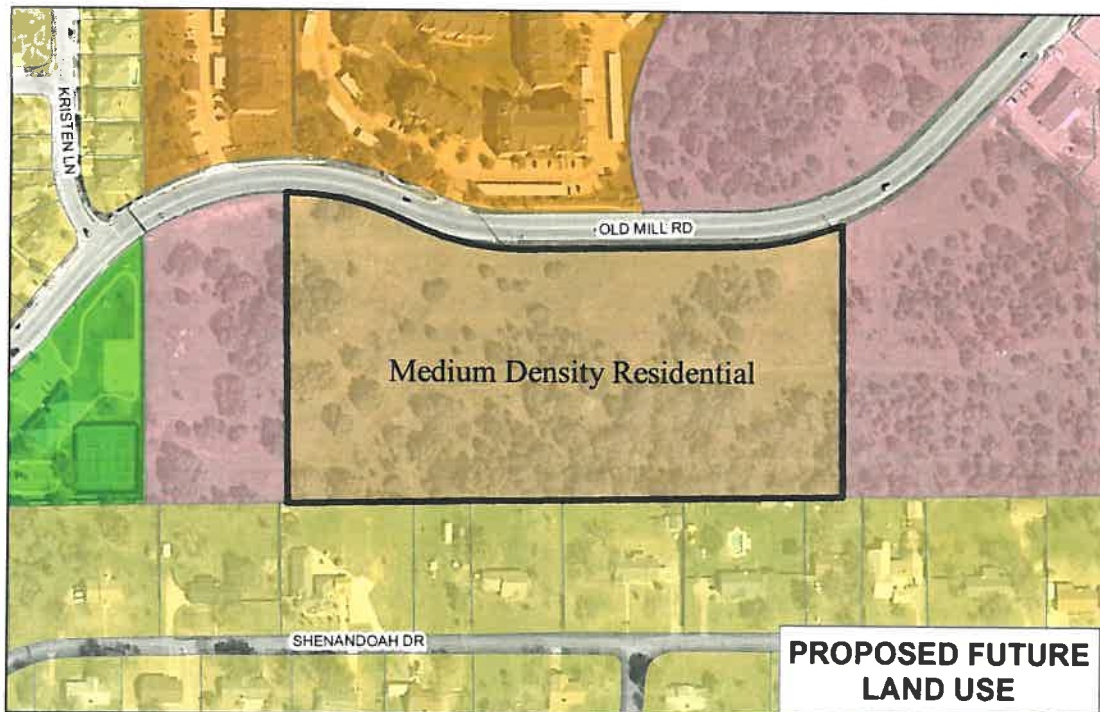 KRISTEN LN
OLD MILL RD
Medium Density Residential
SHENANDOAH DR
PROPOSED FUTURE
LAND USE